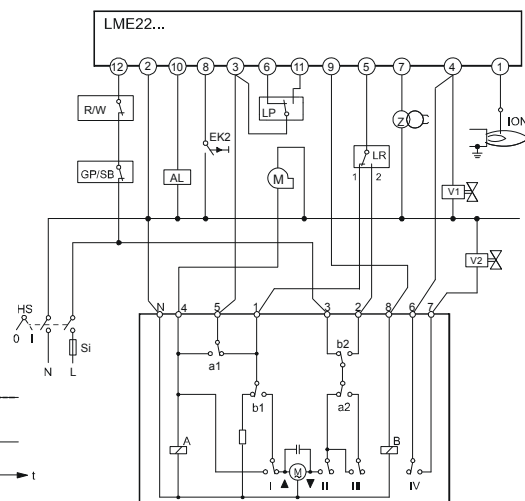 LME22...
12 2 10 8 3 6 11 9 5 7 4 1
R/W
LP
Z
ION
EK2
LR
GP/SB
AL
M
1 2
V1
V2
HS
0 I
Si
N L
N 4 5 1 3 2 8 6 7
b2
a1
b1 a2
A B
I M II III IV
t